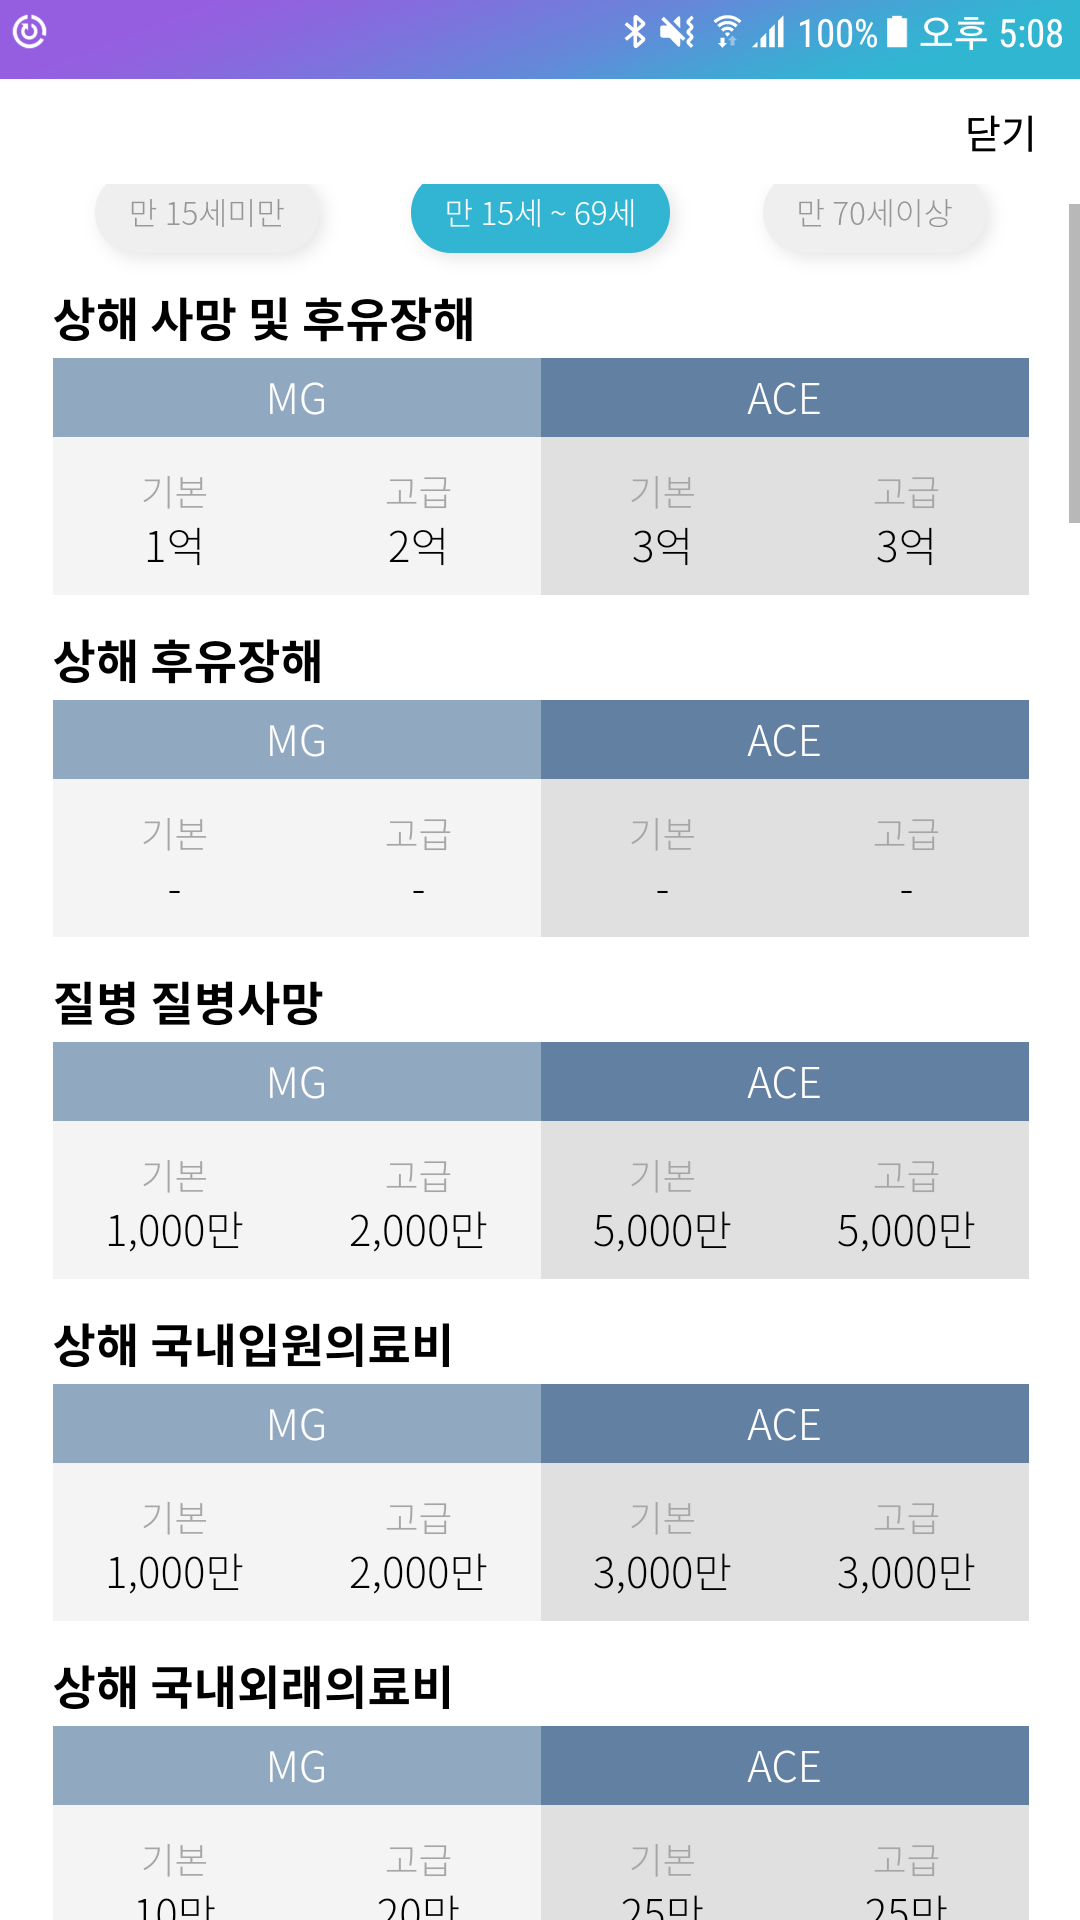 100% 오후 5:08
닫기
만 15세미만 만 15세 ~ 69세 만 70세이상
상해 사망 및 후유장해
MG ACE
기본 고급 기본 고급
1억 2억 3억 3억
상해 후유장해
MG ACE
기본 고급 기본 고급
- - - -
질병 질병사망
MG ACE
기본 고급 기본 고급
1,000만 2,000만 5,000만 5,000만
상해 국내입원의료비
MG ACE
기본 고급 기본 고급
1,000만 2,000만 3,000만 3,000만
상해 국내외래의료비
MG ACE
기본 고급 기본 고급
10만 20만 25만 25만